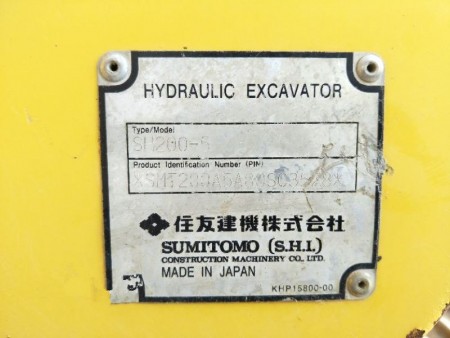 HYDRAULIC EXCAVATOR
Type/Model
SH200-5
Product Identification Number (PIN)
住友建機株式会社
SUMITOMO (S.H.I.)
CONSTRUCTION MACHINERY CO., LTD.
MADE IN JAPAN
KHP15800-00